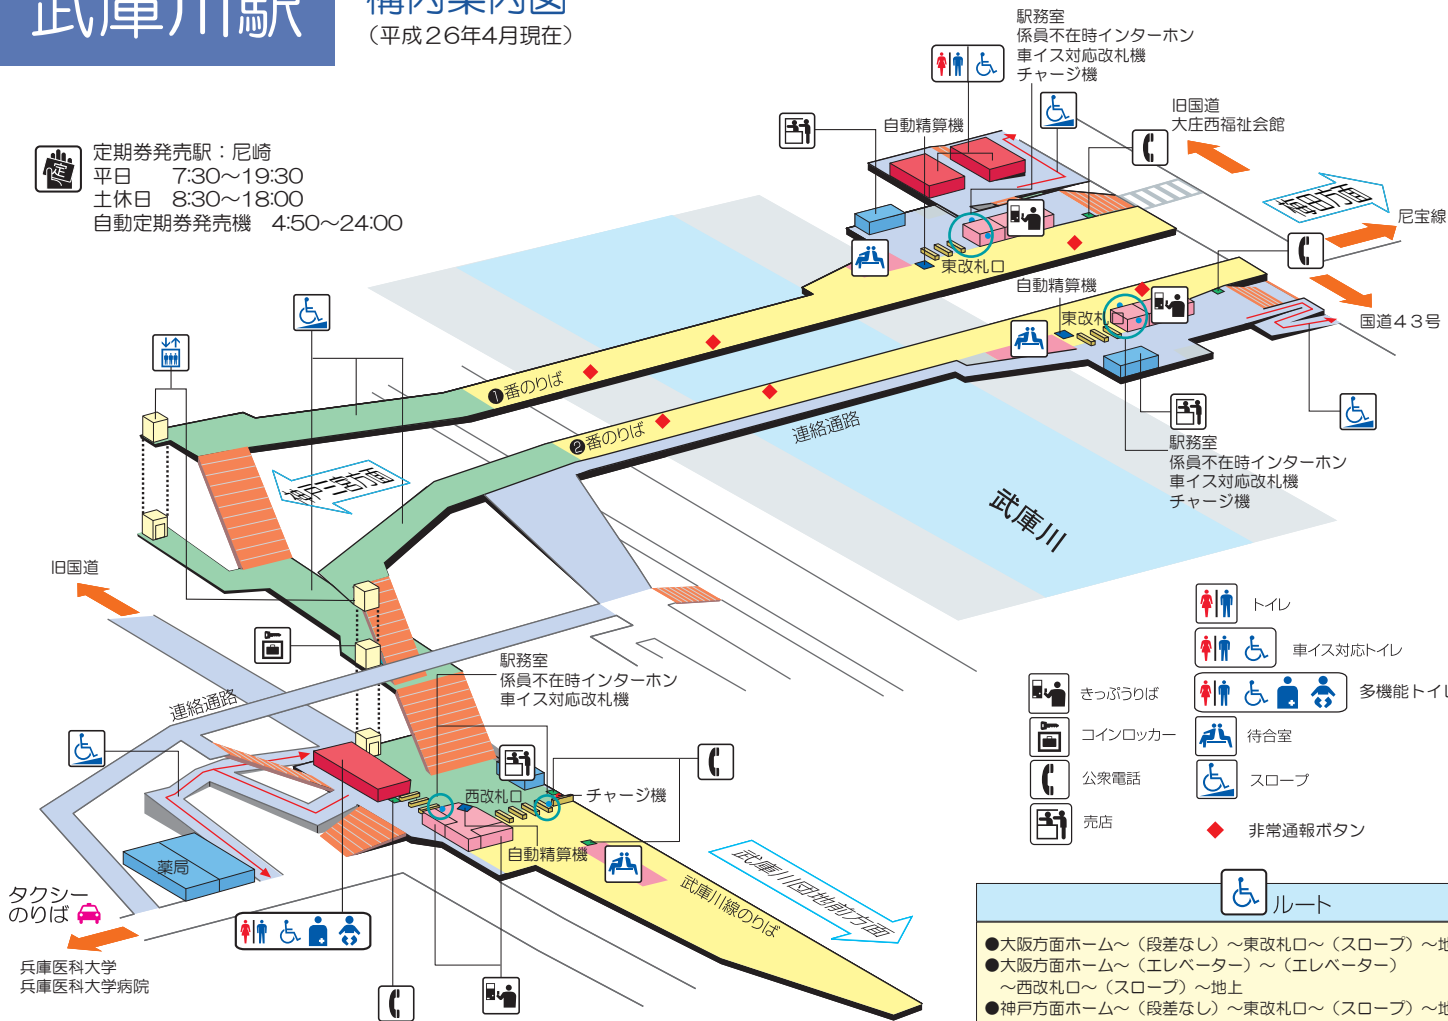 武庫川駅
構内案内図
（平成26年4月現在）
定期券発売駅：尼崎
平日　7:30～19:30
土休日　8:30～18:00
自動定期券発売機　4:50～24:00
駅務室
係員不在時インターホン
車イス対応改札機
チャージ機
自動精算機
旧国道
大庄西福祉会館
梅田方面
尼宝線
国道43号
東改札口
自動精算機
東改札口
❶番のりば
❷番のりば
連絡通路
駅務室
係員不在時インターホン
車イス対応改札機
チャージ機
武庫川
神戸三宮方面
旧国道
連絡通路
駅務室
係員不在時インターホン
車イス対応改札機
西改札口
チャージ機
自動精算機
薬局
タクシー
のりば
兵庫医科大学
兵庫医科大学病院
武庫川線のりば
武庫川団地前方面
トイレ
車イス対応トイレ
多機能トイレ
きっぷうりば
コインロッカー
待合室
公衆電話
スロープ
売店
非常通報ボタン
ルート
●大阪方面ホーム～（段差なし）～東改札口～（スロープ）～地
●大阪方面ホーム～（エレベーター）～（エレベーター）
～西改札口～（スロープ）～地上
●神戸方面ホーム～（段差なし）～東改札口～（スロープ）～地